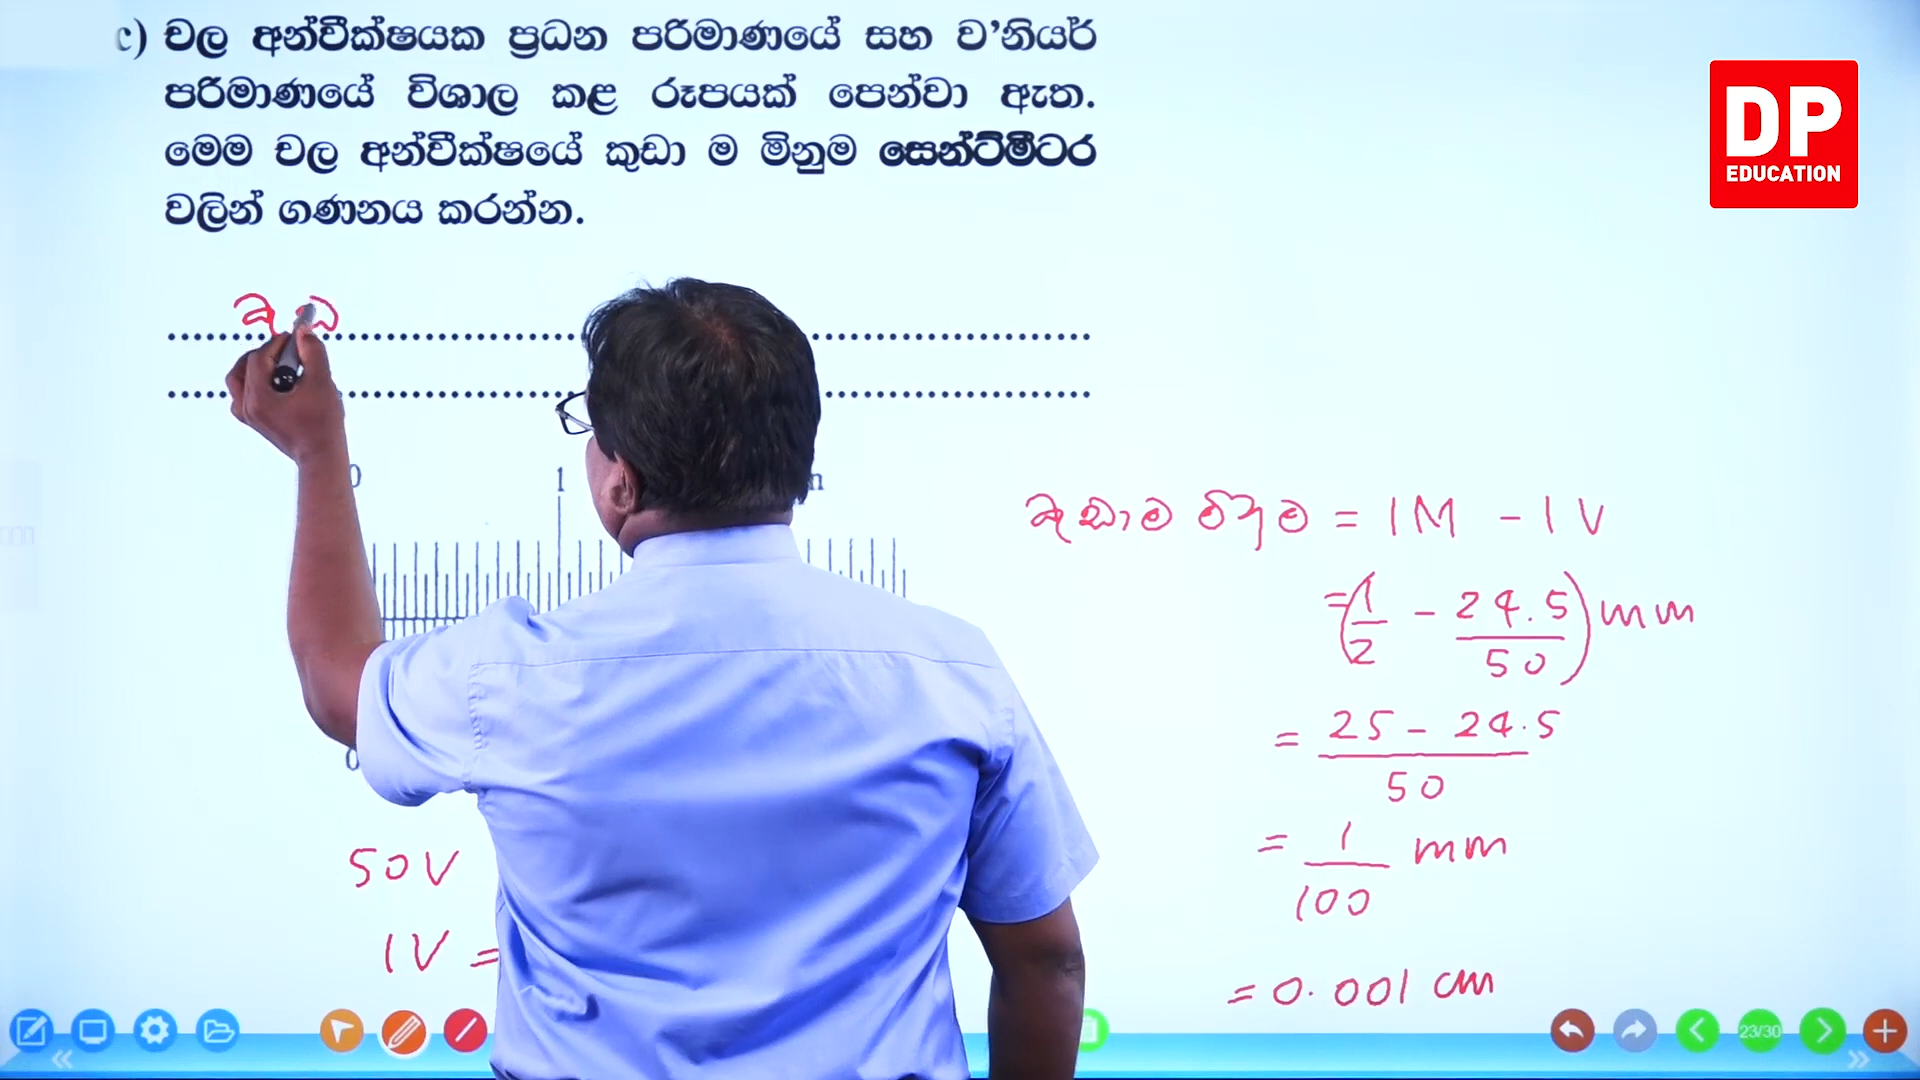 c) චල අන්වීක්ෂයක ප්‍රධන පරිමාණයේ සහ ව’නියර්
පරිමාණයේ විශාල කළ රූපයක් පෙන්වා ඇත.
මෙම චල අන්වීක්ෂයේ කුඩා ම මිනුම සෙන්ටිමීටර
වලින් ගණනය කරන්න.
DP
EDUCATION
0 1
0
50V
1V =
කුඩාම මිනුම = 1M - 1V
= (1/2 - 24.5/50) mm
= 25 - 24.5 / 50
= 1/100 mm
= 0.001 cm
23/30